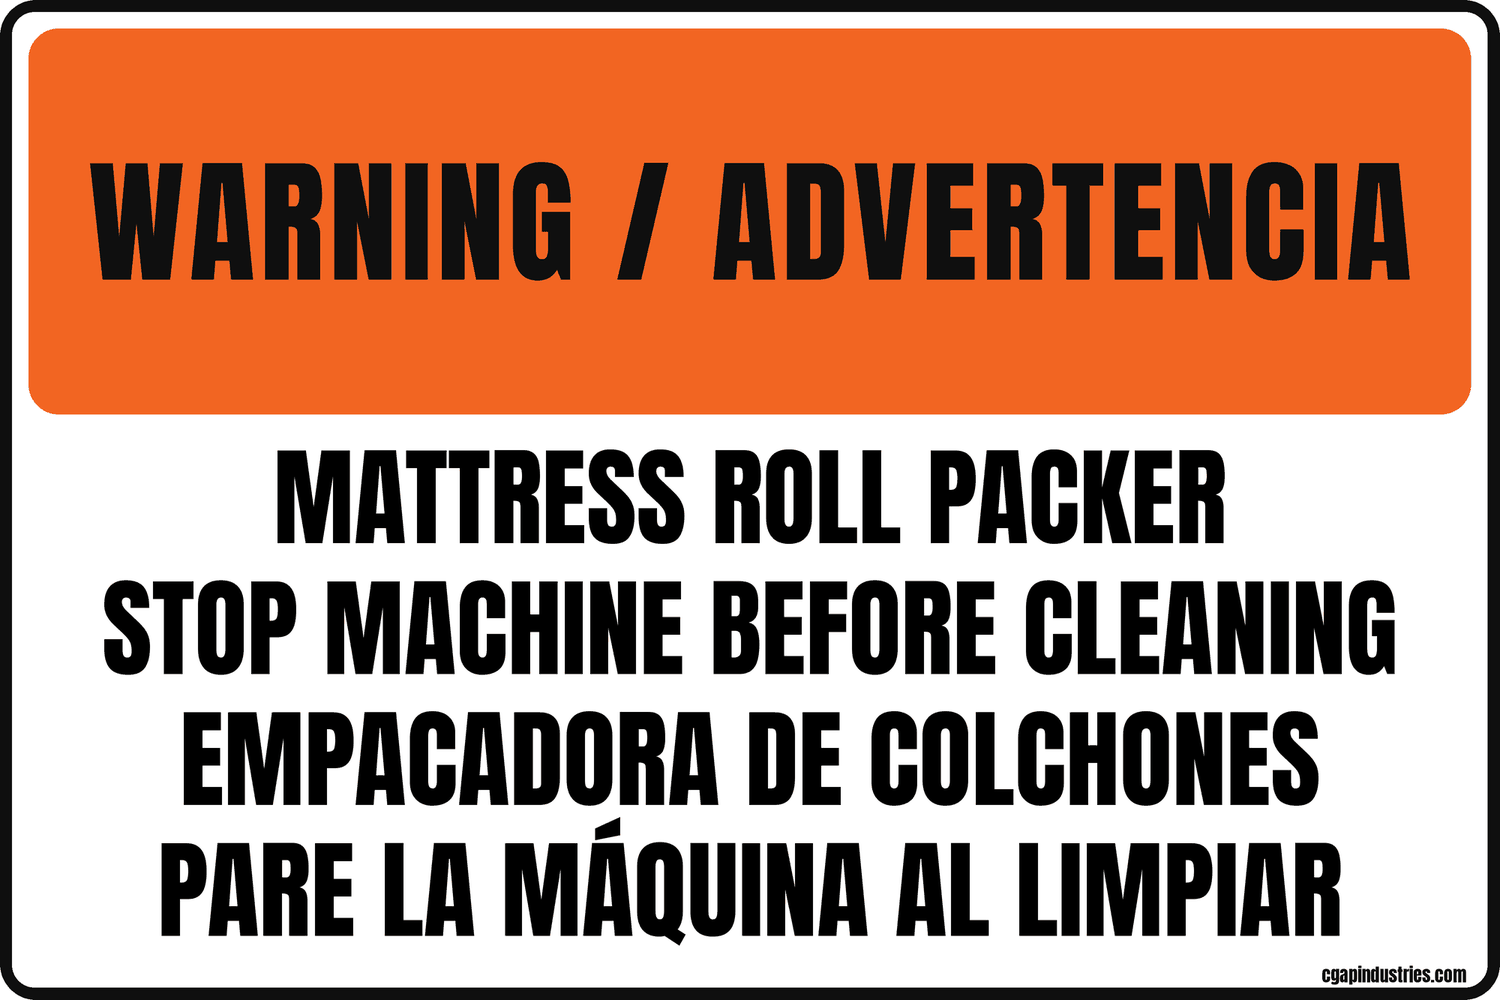 WARNING / ADVERTENCIA
MATTRESS ROLL PACKER
STOP MACHINE BEFORE CLEANING
EMPACADORA DE COLCHONES
PARE LA MÁQUINA AL LIMPIAR
cgapindustries.com